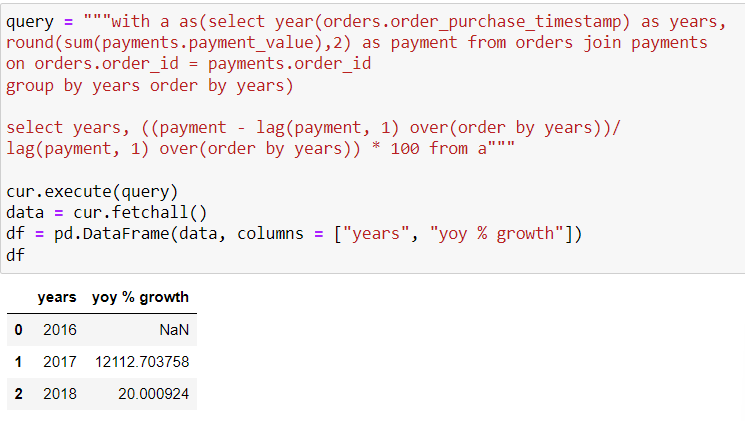 query = """with a as(select year(orders.order_purchase_timestamp) as years,
round(sum(payments.payment_value),2) as payment from orders join payments
on orders.order_id = payments.order_id
group by years order by years)
select years, ((payment - lag(payment, 1) over(order by years))/
lag(payment, 1) over(order by years)) * 100 from a"""
cur.execute(query)
data = cur.fetchall()
df = pd.DataFrame(data, columns = ["years", "yoy % growth"])
df
years yoy % growth
0 2016 NaN
1 2017 12112.703758
2 2018 20.000924